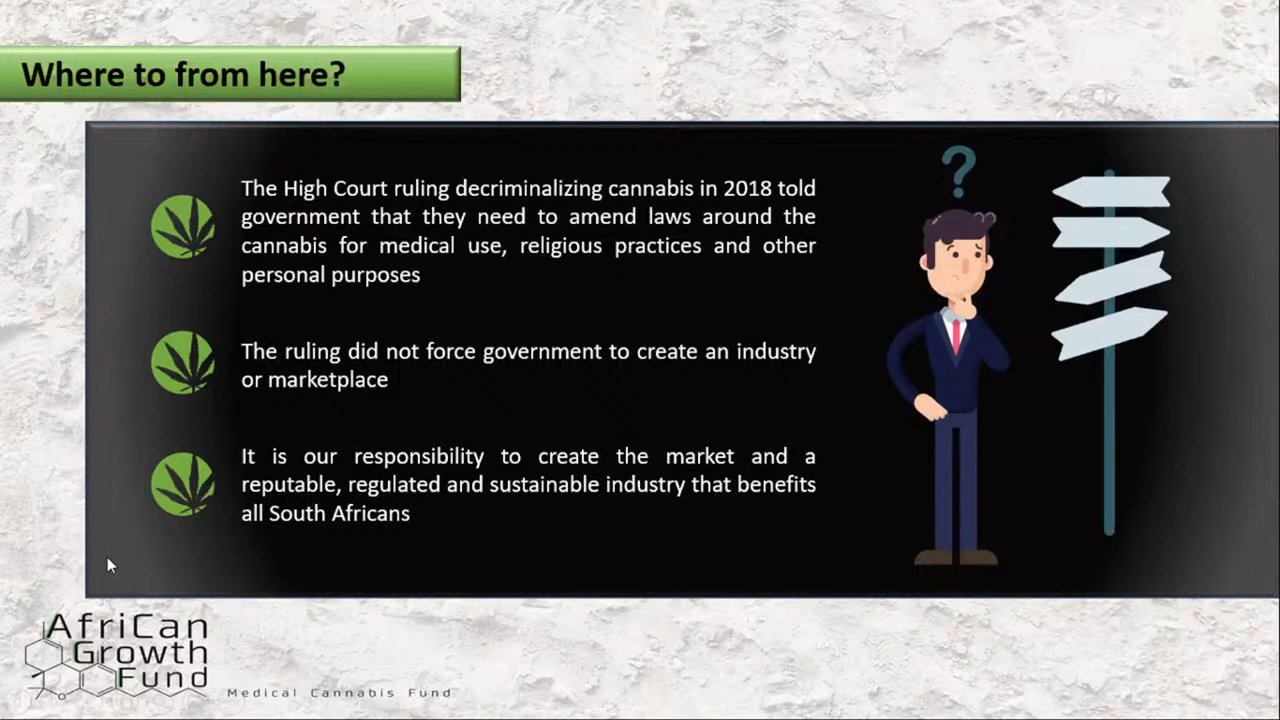 Where to from here?
The High Court ruling decriminalizing cannabis in 2018 told
government that they need to amend laws around the
cannabis for medical use, religious practices and other
personal purposes
The ruling did not force government to create an industry
or marketplace
It is our responsibility to create the market and a
reputable, regulated and sustainable industry that benefits
all South Africans
?
AfriCan
Growth
Fund
Medical Cannabis Fund